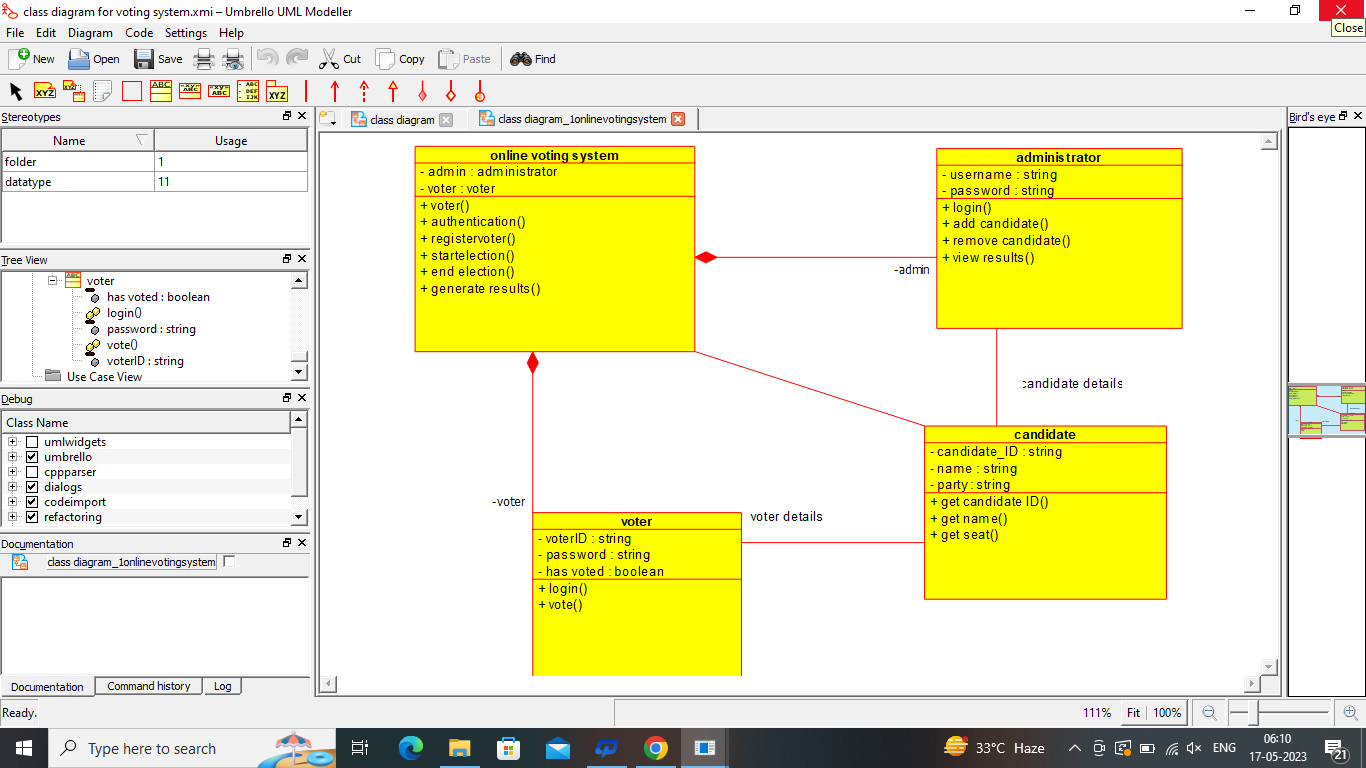 class diagram for voting system.xmi – Umbrello UML Modeller
Close
File Edit Diagram Code Settings Help
New Open Save Cut Copy Paste Find
XYZ XYZ ABC -xy= +xy= ABC DEF IJK XYZ
Stereotypes
class diagram
class diagram_1onlinevotingsystem
Bird's eye
Name Usage
folder 1
datatype 11
Tree View
voter
has voted : boolean
login()
password : string
vote()
voterID : string
Use Case View
Debug
Class Name
umlwidgets
umbrello
cppparser
dialogs
codeimport
refactoring
Documentation
class diagram_1onlinevotingsystem
Documentation Command history Log
online voting system
- admin : administrator
- voter : voter
+ voter()
+ authentication()
+ registervoter()
+ startelection()
+ end election()
+ generate results()
administrator
- username : string
- password : string
+ login()
+ add candidate()
+ remove candidate()
+ view results()
-admin
candidate details
candidate
- candidate_ID : string
- name : string
- party : string
+ get candidate ID()
+ get name()
+ get seat()
-voter
voter details
voter
- voterID : string
- password : string
- has voted : boolean
+ login()
+ vote()
Ready.
111% Fit 100%
Type here to search
33°C Haze
ENG
06:10
17-05-2023
21